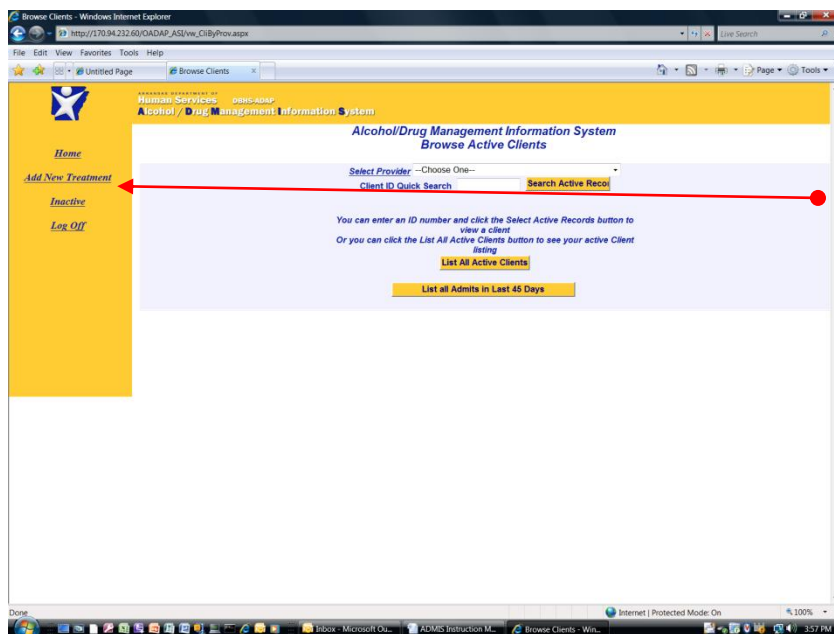 Browse Clients - Windows Internet Explorer
http://170.94.232.60/OADAP_ASI/vw_CliByProv.aspx
Live Search
File Edit View Favorites Tools Help
Untitled Page
Browse Clients
Page
Tools
ARKANSAS DEPARTMENT OF
Human Services DBHS-ADAP
Alcohol / Drug Management Information System
Home
Add New Treatment
Inactive
Log Off
Alcohol/Drug Management Information System
Browse Active Clients
Select Provider --Choose One--
Client ID Quick Search Search Active Recor
You can enter an ID number and click the Select Active Records button to
view a client
Or you can click the List All Active Clients button to see your active Client
listing
List All Active Clients
List all Admits in Last 45 Days
Done
Internet | Protected Mode: On
100%
Inbox - Microsoft Ou...
ADMIS Instruction M...
Browse Clients - Win...
3:57 PM